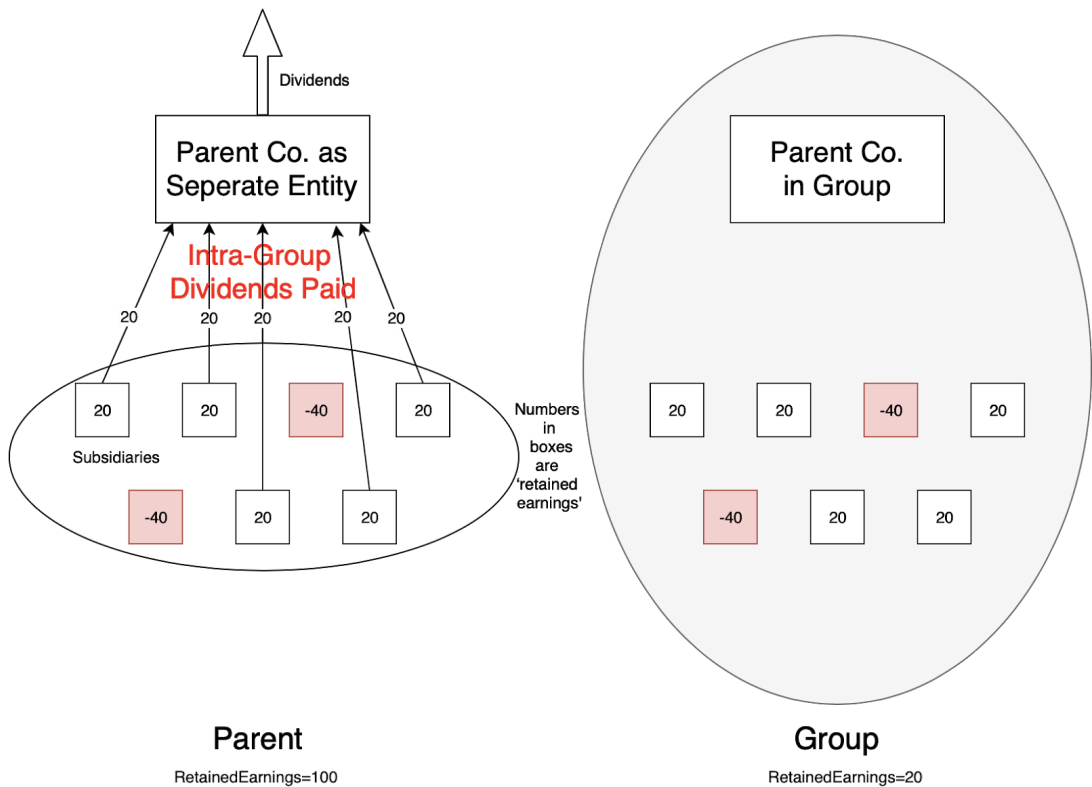 Dividends
Parent Co. as
Seperate Entity
Parent Co.
in Group
Intra-Group
Dividends Paid
20
20
20
20
20
20
20
-40
20
Subsidiaries
-40
20
20
Numbers
in
boxes
are
'retained
earnings'
20
20
-40
20
-40
20
20
Parent
RetainedEarnings=100
Group
RetainedEarnings=20